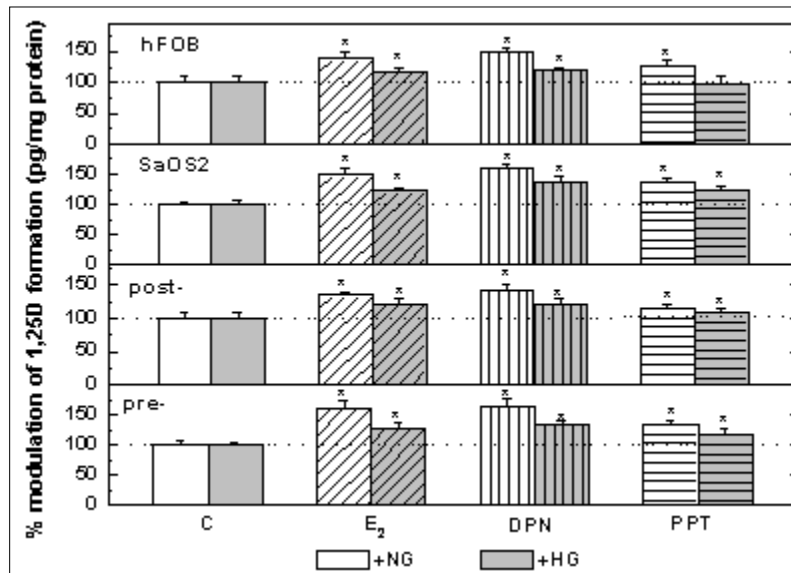 % modulation of 1,25D formation (pg/mg protein)
hFOB
150
100
50
0
* * * * *
SaOS2
150
100
50
0
* * * * * *
post-
150
100
50
0
* * * * * *
pre-
150
100
50
0
* * * * * *
C E₂ DPN PPT
+NG +HG